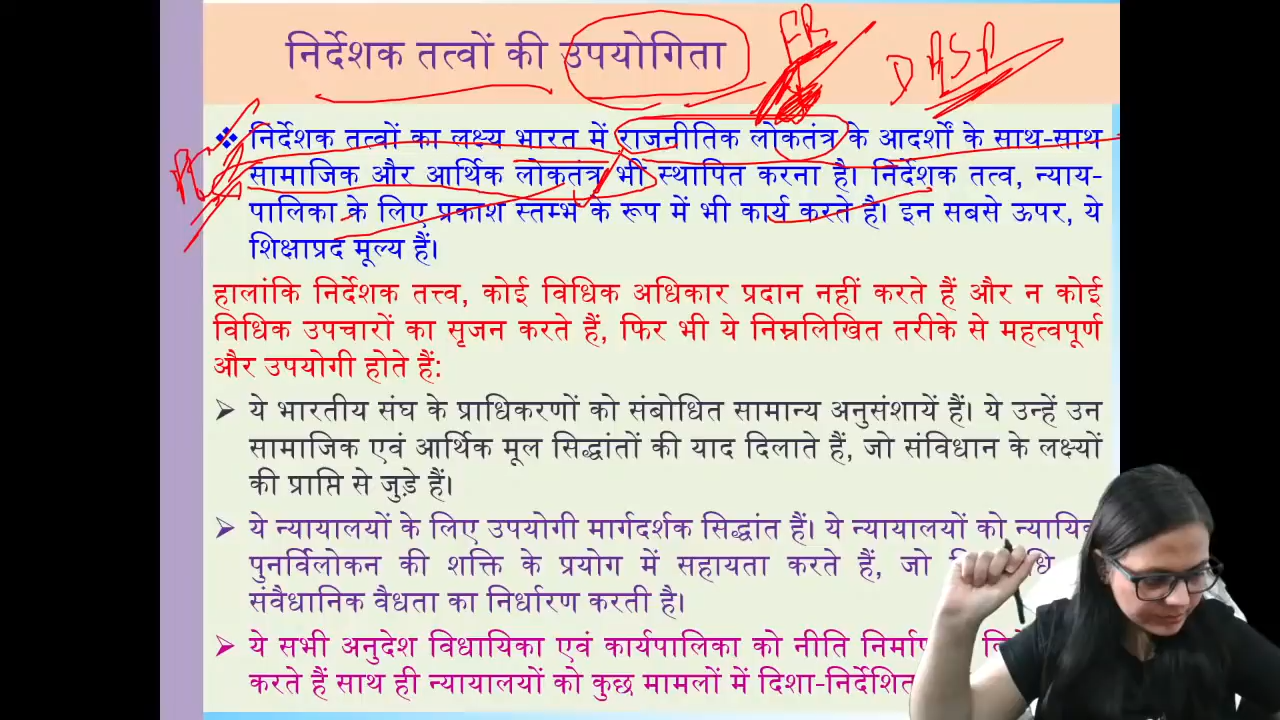 निर्देशक तत्वों की उपयोगिता
FR
❖ निर्देशक तत्वों का लक्ष्य भारत में राजनीतिक लोकतंत्र के आदर्शों के साथ-साथ
सामाजिक और आर्थिक लोकतंत्र भी स्थापित करना है। निर्देशक तत्व, न्याय-
पालिका के लिए प्रकाश स्तम्भ के रूप में भी कार्य करते है। इन सबसे ऊपर, ये
शिक्षाप्रद मूल्य हैं।
हालांकि निर्देशक तत्त्व, कोई विधिक अधिकार प्रदान नहीं करते हैं और न कोई
विधिक उपचारों का सृजन करते हैं, फिर भी ये निम्नलिखित तरीके से महत्वपूर्ण
और उपयोगी होते हैं:
➢ ये भारतीय संघ के प्राधिकरणों को संबोधित सामान्य अनुसंशायें हैं। ये उन्हें उन
सामाजिक एवं आर्थिक मूल सिद्धांतों की याद दिलाते हैं, जो संविधान के लक्ष्यों
की प्राप्ति से जुड़े हैं।
➢ ये न्यायालयों के लिए उपयोगी मार्गदर्शक सिद्धांत हैं। ये न्यायालयों को
पुनर्विलोकन की शक्ति के प्रयोग में सहायता करते हैं, जो
संवैधानिक वैधता का निर्धारण करती है।
➢ ये सभी अनुदेश विधायिका एवं कार्यपालिका को नीति
करते हैं साथ ही न्यायालयों को कुछ मामलों में दिशा-निर्देशित